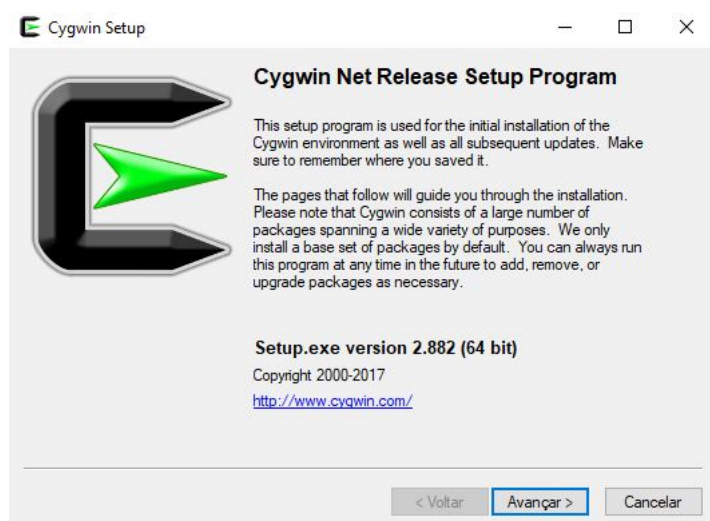 Cygwin Setup
Cygwin Net Release Setup Program
This setup program is used for the initial installation of the
Cygwin environment as well as all subsequent updates. Make
sure to remember where you saved it.
The pages that follow will guide you through the installation.
Please note that Cygwin consists of a large number of
packages spanning a wide variety of purposes. We only
install a base set of packages by default. You can always run
this program at any time in the future to add, remove, or
upgrade packages as necessary.
Setup.exe version 2.882 (64 bit)
Copyright 2000-2017
http://www.cygwin.com/
< Voltar Avançar > Cancelar